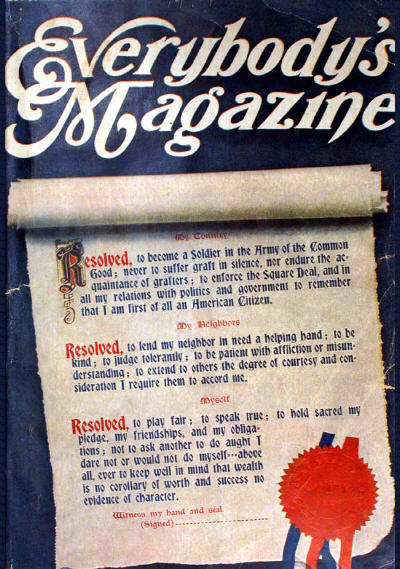 Everybody's
Magazine
My Country
Resolved, to become a Soldier in the Army of the Common
Good; never to suffer graft in silence, nor endure the ac-
quaintance of grafters; to enforce the Square Deal, and in
all my relations with politics and government to remember
that I am first of all an American Citizen.
My Neighbors
Resolved, to lend my neighbor in need a helping hand; to be
kind; to judge tolerantly; to be patient with affliction or misun-
derstanding; to extend to others the degree of courtesy and con-
sideration I require them to accord me.
Myself
Resolved, to play fair; to speak true; to hold sacred my
pledge, my friendships, and my obliga-
tions; not to ask another to do aught I
dare not or would not do myself---above
all, ever to keep well in mind that wealth
is no corollary of worth and success no
evidence of character.
Witness my hand and seal
(Signed)--------------------